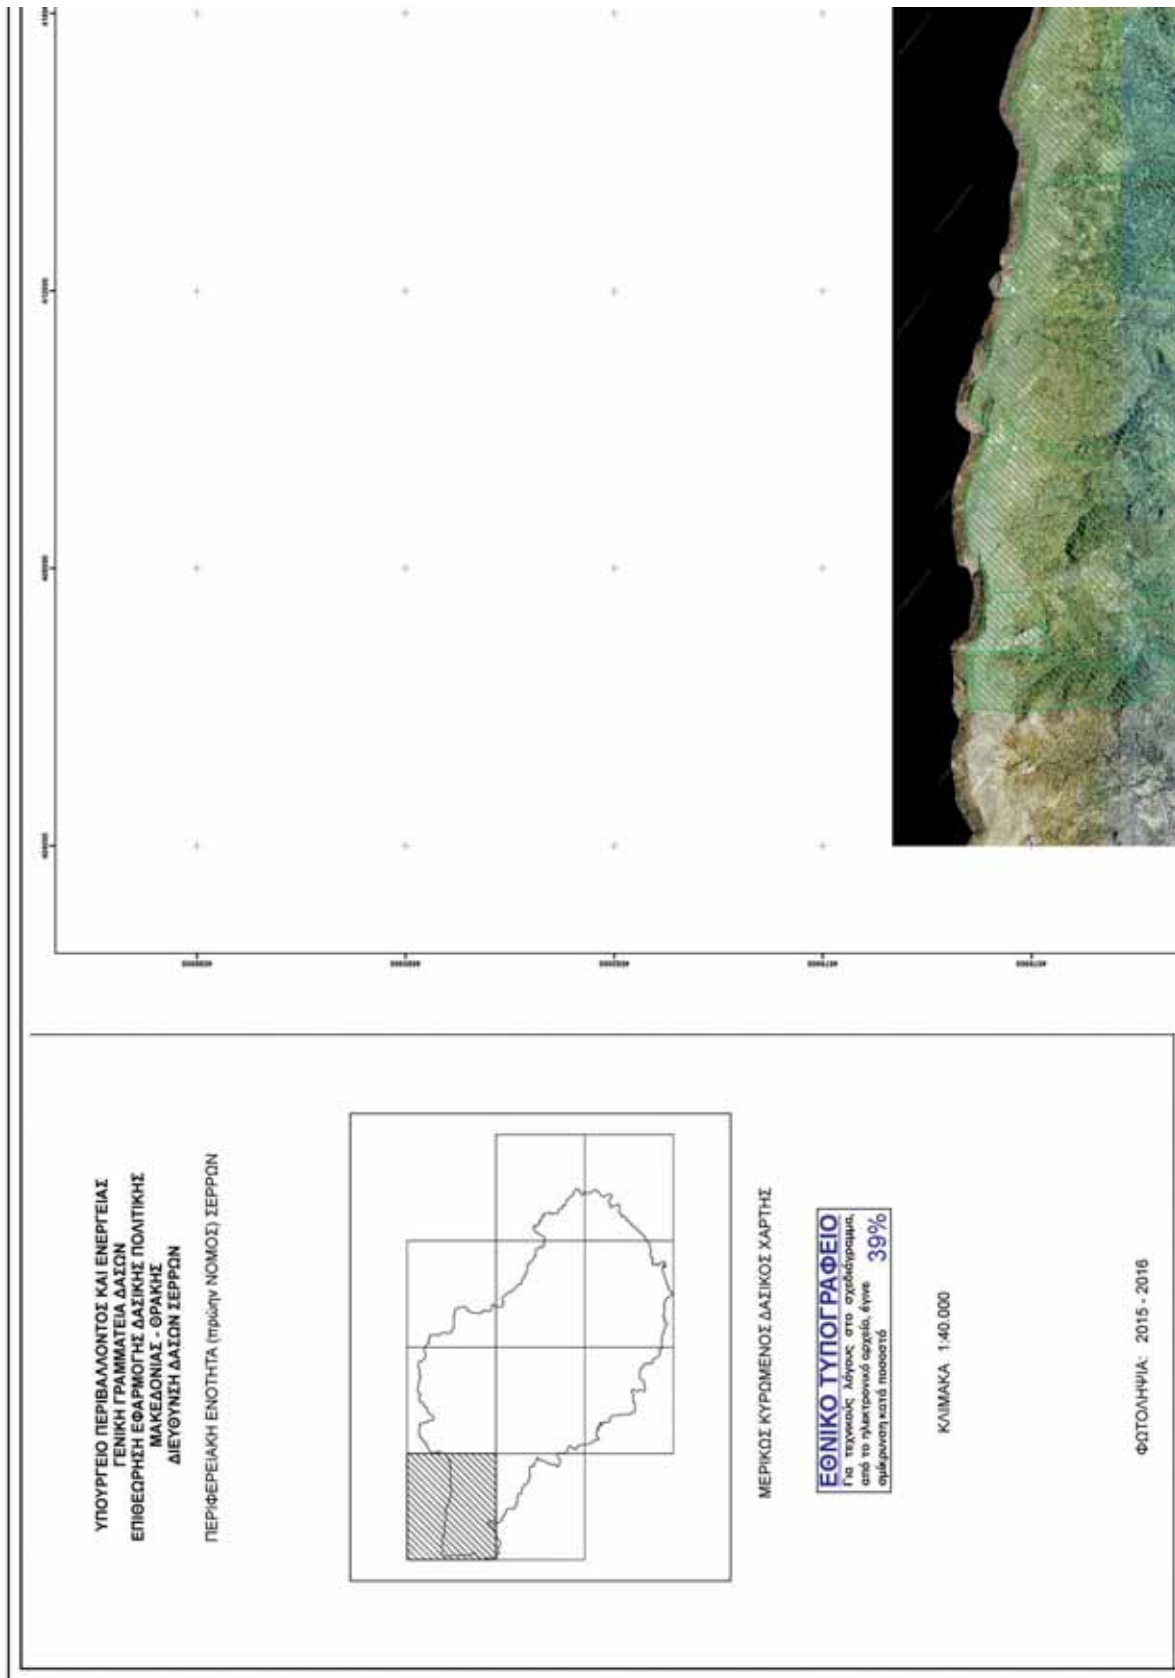 ΥΠΟΥΡΓΕΙΟ ΠΕΡΙΒΑΛΛΟΝΤΟΣ ΚΑΙ ΕΝΕΡΓΕΙΑΣ
ΓΕΝΙΚΗ ΓΡΑΜΜΑΤΕΙΑ ΔΑΣΩΝ
ΕΠΙΘΕΩΡΗΣΗ ΕΦΑΡΜΟΓΗΣ ΔΑΣΙΚΗΣ ΠΟΛΙΤΙΚΗΣ
ΜΑΚΕΔΟΝΙΑΣ - ΘΡΑΚΗΣ
ΔΙΕΥΘΥΝΣΗ ΔΑΣΩΝ ΣΕΡΡΩΝ
ΠΕΡΙΦΕΡΕΙΑΚΗ ΕΝΟΤΗΤΑ (πρώην ΝΟΜΟΣ) ΣΕΡΡΩΝ
ΜΕΡΙΚΩΣ ΚΥΡΩΜΕΝΟΣ ΔΑΣΙΚΟΣ ΧΑΡΤΗΣ
ΕΘΝΙΚΟ ΤΥΠΟΓΡΑΦΕΙΟ
Για τεχνικούς λόγους στο σχεδιάγραμμα,
από το ηλεκτρονικό αρχείο, έγινε
σμίκρυνση κατά ποσοστό 39%
ΚΛΙΜΑΚΑ 1:40.000
ΦΩΤΟΛΗΨΙΑ: 2015 - 2016